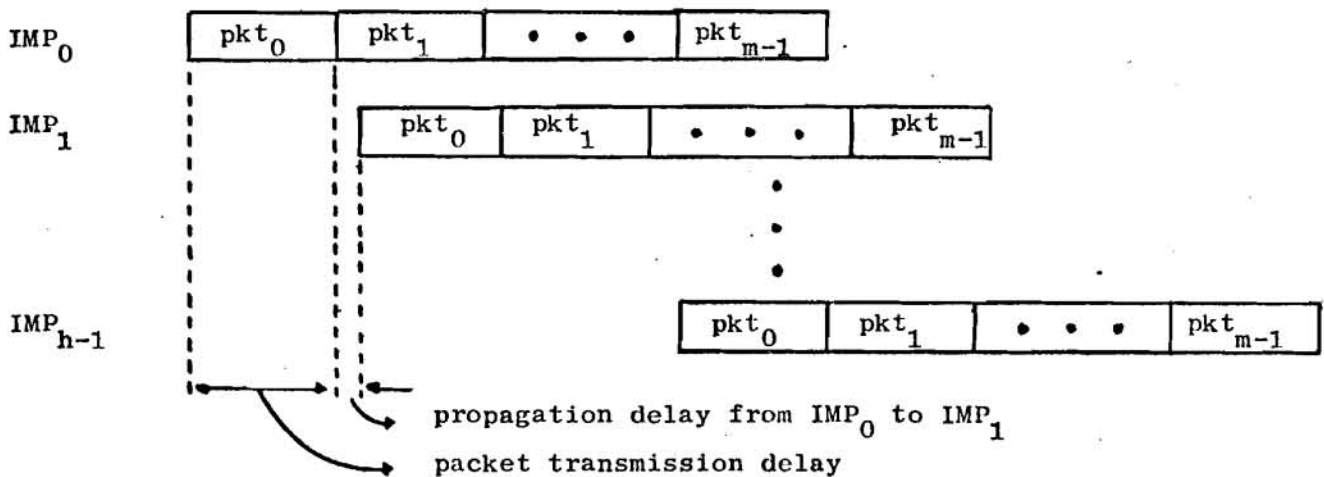 IMP0 pkt0 pkt1 • • • pktm-1
IMP1 pkt0 pkt1 • • • pktm-1
IMPh-1 pkt0 pkt1 • • • pktm-1
propagation delay from IMP0 to IMP1
packet transmission delay